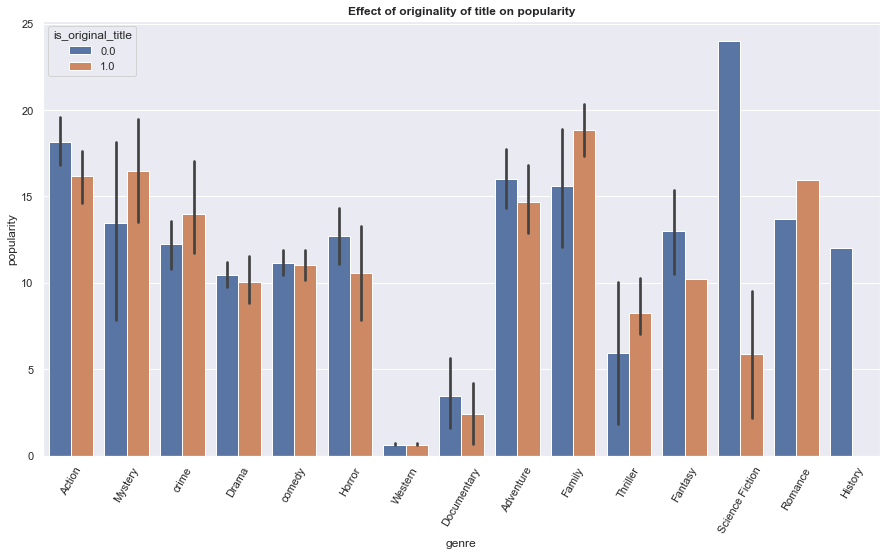 Effect of originality of title on popularity
is_original_title
0.0
1.0
25
20
15
10
5
0
popularity
Action
Mystery
crime
Drama
comedy
Horror
Western
Documentary
Adventure
Family
Thriller
Fantasy
Science Fiction
Romance
History
genre